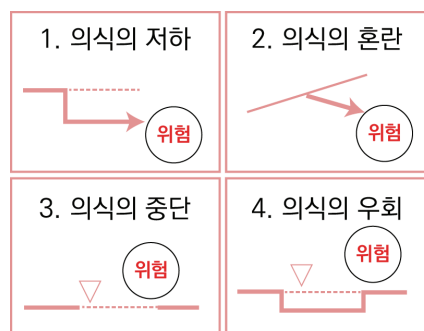 1. 의식의 저하
위험
2. 의식의 혼란
위험
3. 의식의 중단
위험
4. 의식의 우회
위험